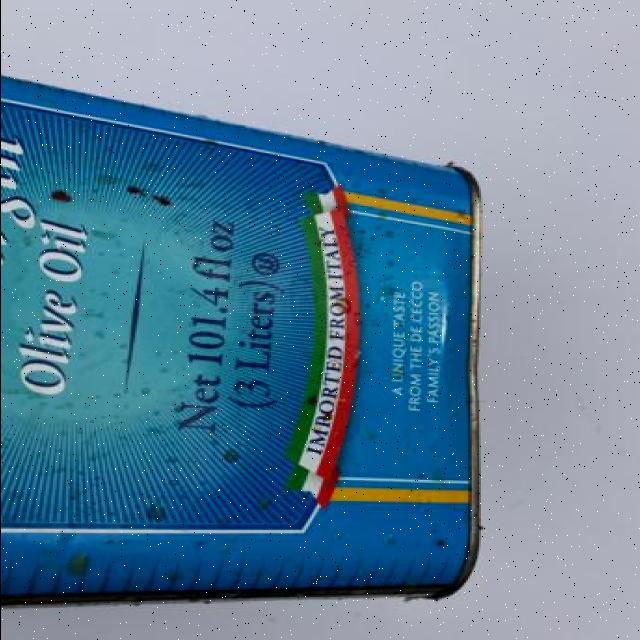 Olive Oil
Net 101.4 fl oz
(3 Liters) ℮
IMPORTED FROM ITALY
A UNIQUE TASTE
FROM THE DE CECCO
FAMILY'S PASSION